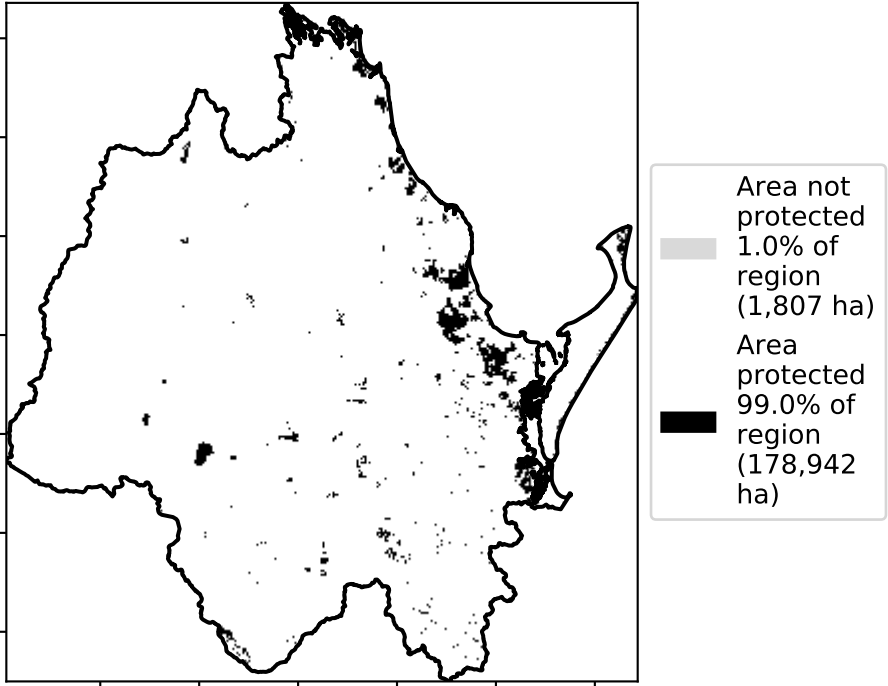 Area not
protected
1.0% of
region
(1,807 ha)
Area
protected
99.0% of
region
(178,942
ha)